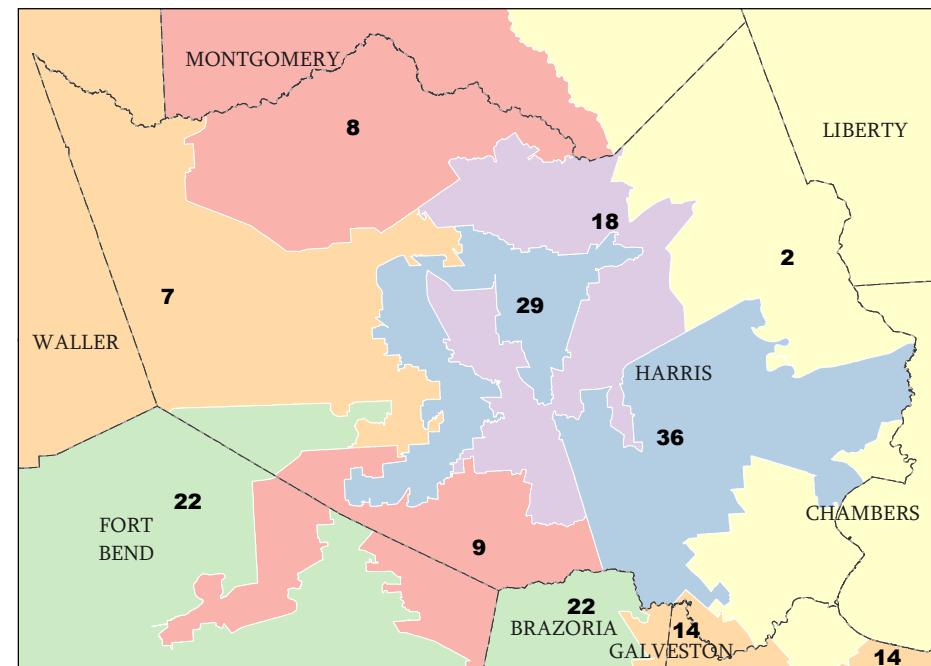 MONTGOMERY
8
LIBERTY
18
2
7
29
WALLER
HARRIS
36
22
CHAMBERS
FORT
BEND
9
22
BRAZORIA
14
GALVESTON
14